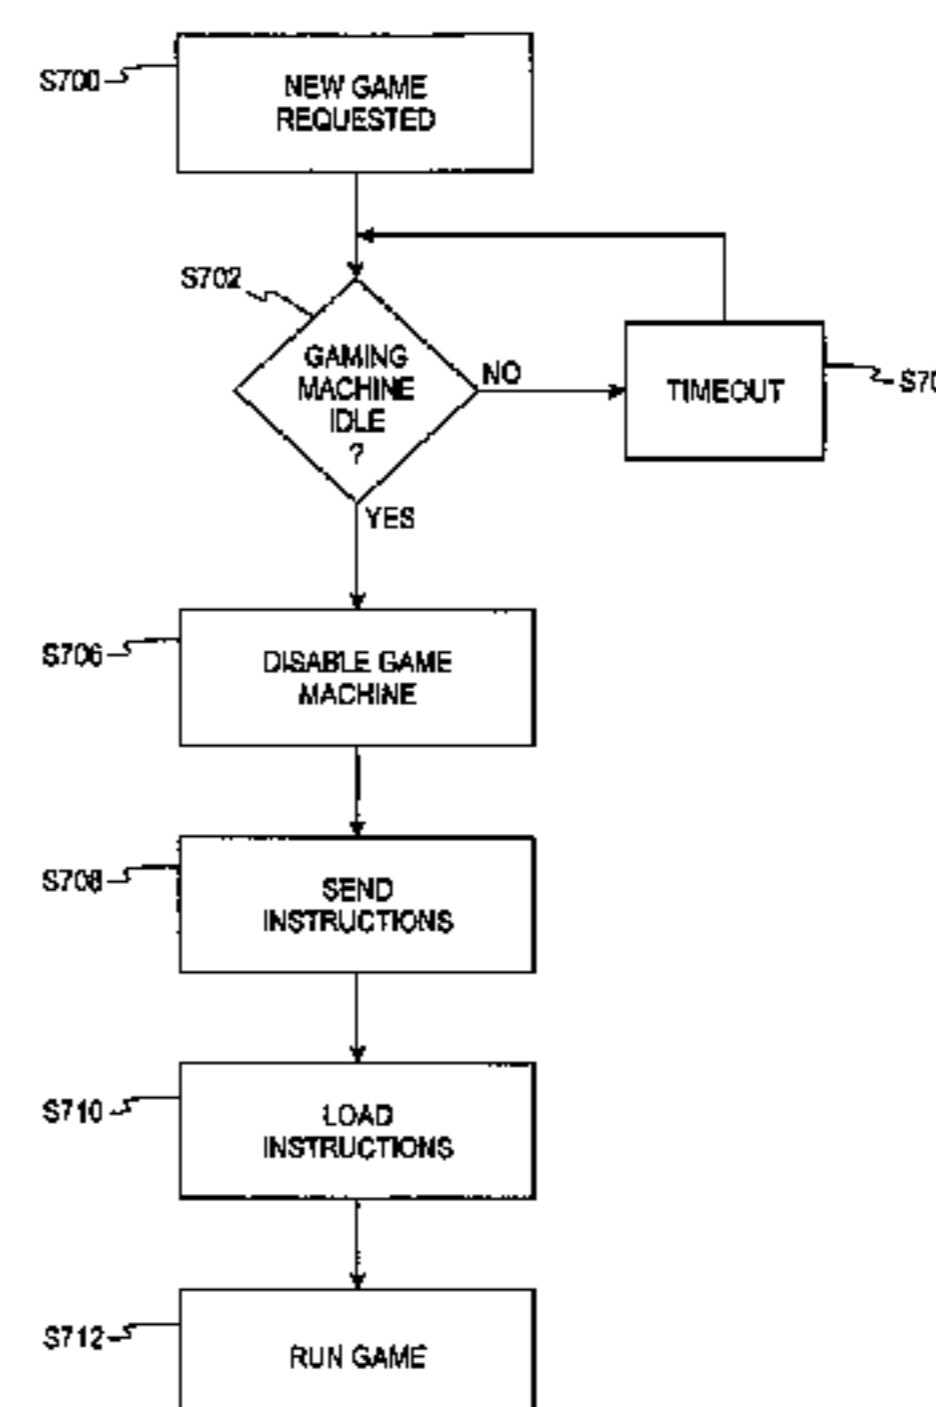 S700
NEW GAME
REQUESTED
S702
GAMING
MACHINE
IDLE
?
NO
TIMEOUT
YES
S706
DISABLE GAME
MACHINE
S708
SEND
INSTRUCTIONS
S710
LOAD
INSTRUCTIONS
S712
RUN GAME